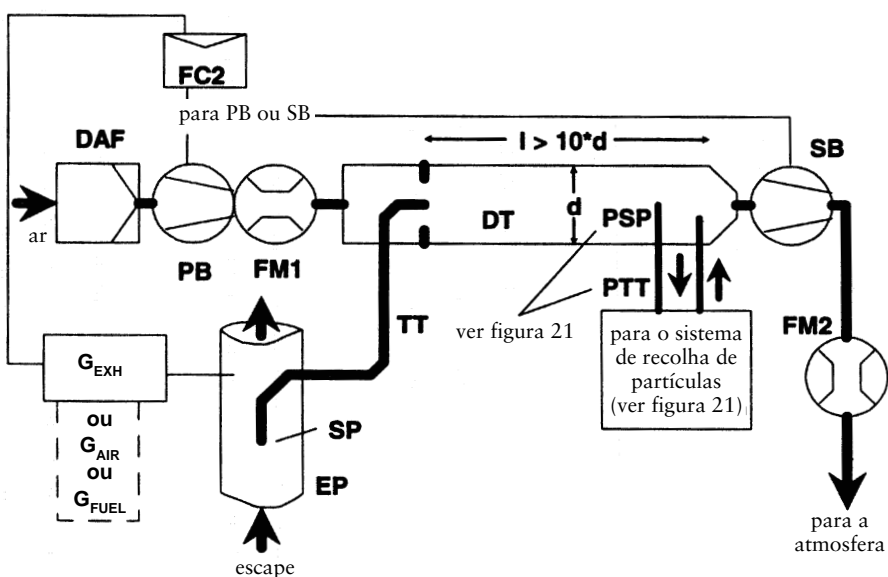 FC2
para PB ou SB
l > 10*d
SB
DAF
d
DT
PSP
ar
PB
FM1
PTT
TT
ver figura 21
para o sistema
de recolha de
partículas
(ver figura 21)
FM2
G_EXH
ou
G_AIR
ou
G_FUEL
SP
EP
escape
para a
atmosfera